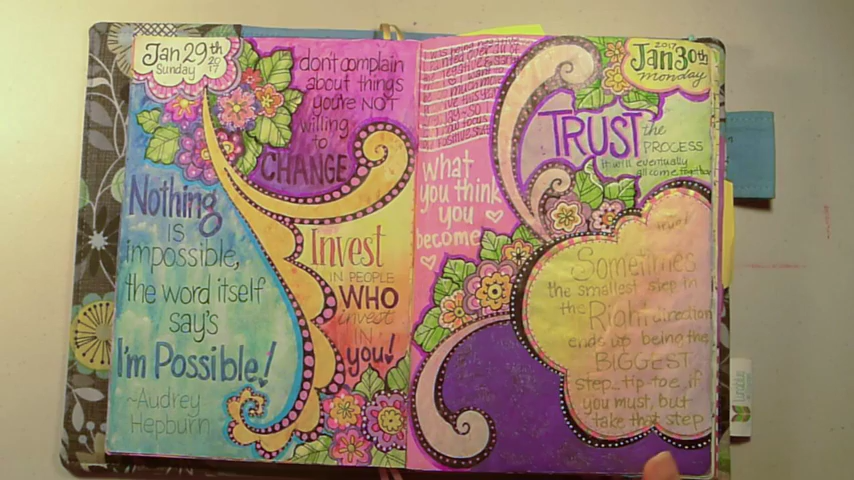 Jan 29th
2017
Sunday
don't complain
about things
you're NOT
willing
to
CHANGE
Nothing
IS
impossible,
the word itself
say's
I'm Possible!
~Audrey
Hepburn
Invest
IN PEOPLE
WHO
invest
IN
you!
2017
Jan 30th
Monday
TRUST the
PROCESS
it will eventually
all come together
what
you think
you
become
Sometimes
the smallest step in
the Right direction
ends up being the
BIGGEST
step. tip-toe if
you must, but
take that step